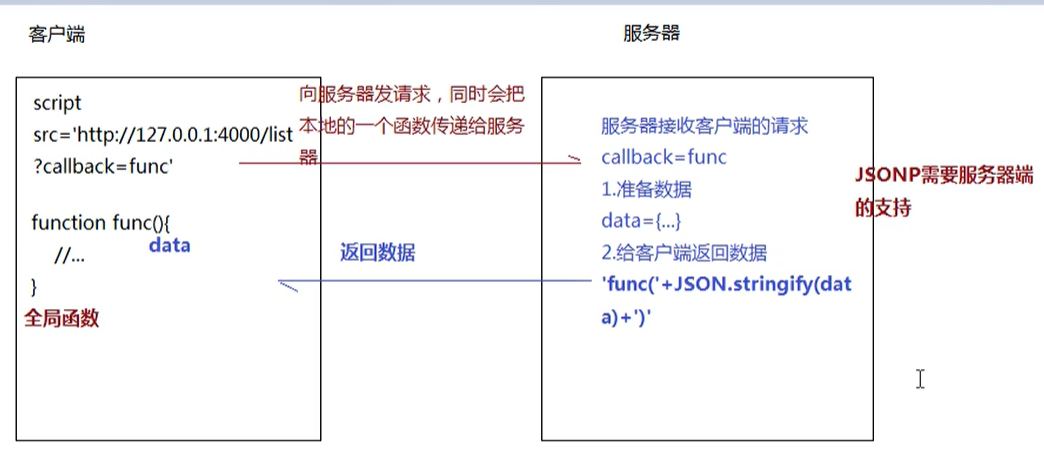 客户端
服务器
script
src='http://127.0.0.1:4000/list
?callback=func'
function func(){
data
//...
}
全局函数
向服务器发请求，同时会把
本地的一个函数传递给服务
器
返回数据
服务器接收客户端的请求
callback=func
1.准备数据
data={...}
2.给客户端返回数据
'func('+JSON.stringify(dat
a)+')'
JSONP需要服务器端
的支持